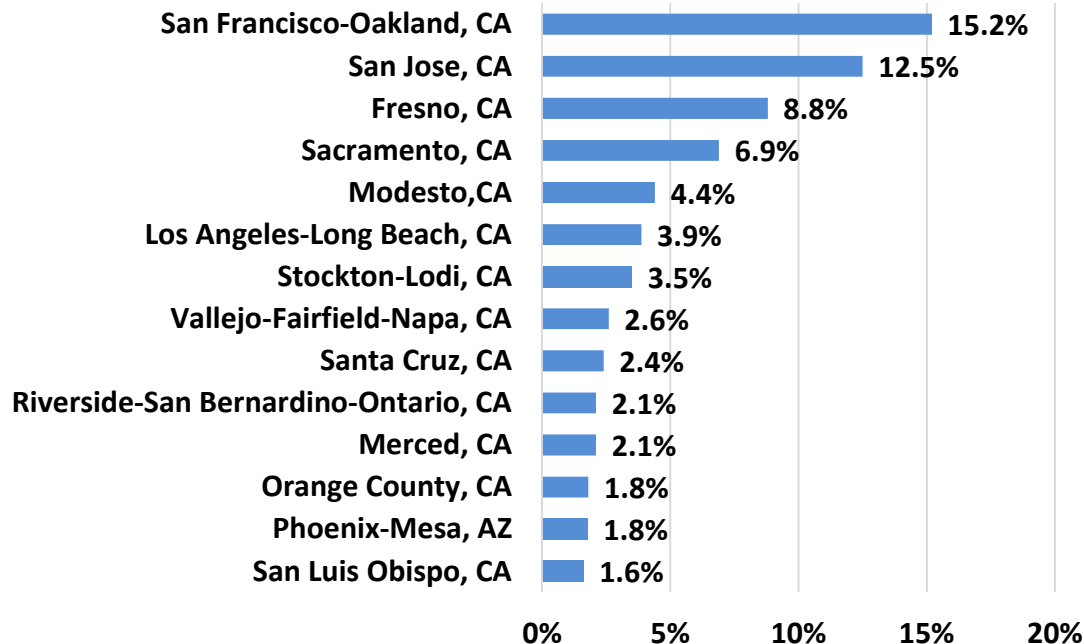 San Francisco-Oakland, CA 15.2%
San Jose, CA 12.5%
Fresno, CA 8.8%
Sacramento, CA 6.9%
Modesto,CA 4.4%
Los Angeles-Long Beach, CA 3.9%
Stockton-Lodi, CA 3.5%
Vallejo-Fairfield-Napa, CA 2.6%
Santa Cruz, CA 2.4%
Riverside-San Bernardino-Ontario, CA 2.1%
Merced, CA 2.1%
Orange County, CA 1.8%
Phoenix-Mesa, AZ 1.8%
San Luis Obispo, CA 1.6%
0% 5% 10% 15% 20%